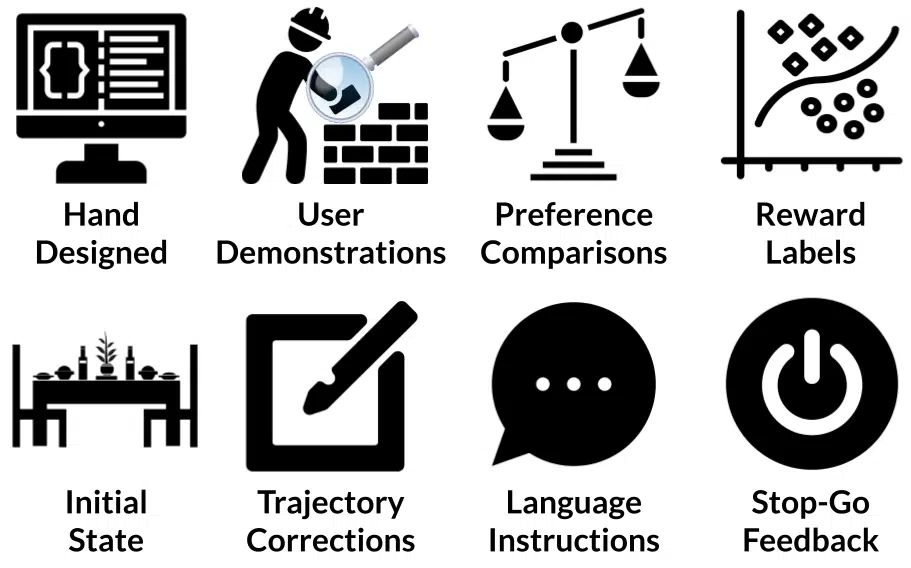 Hand
Designed
User
Demonstrations
Preference
Comparisons
Reward
Labels
Initial
State
Trajectory
Corrections
Language
Instructions
Stop-Go
Feedback